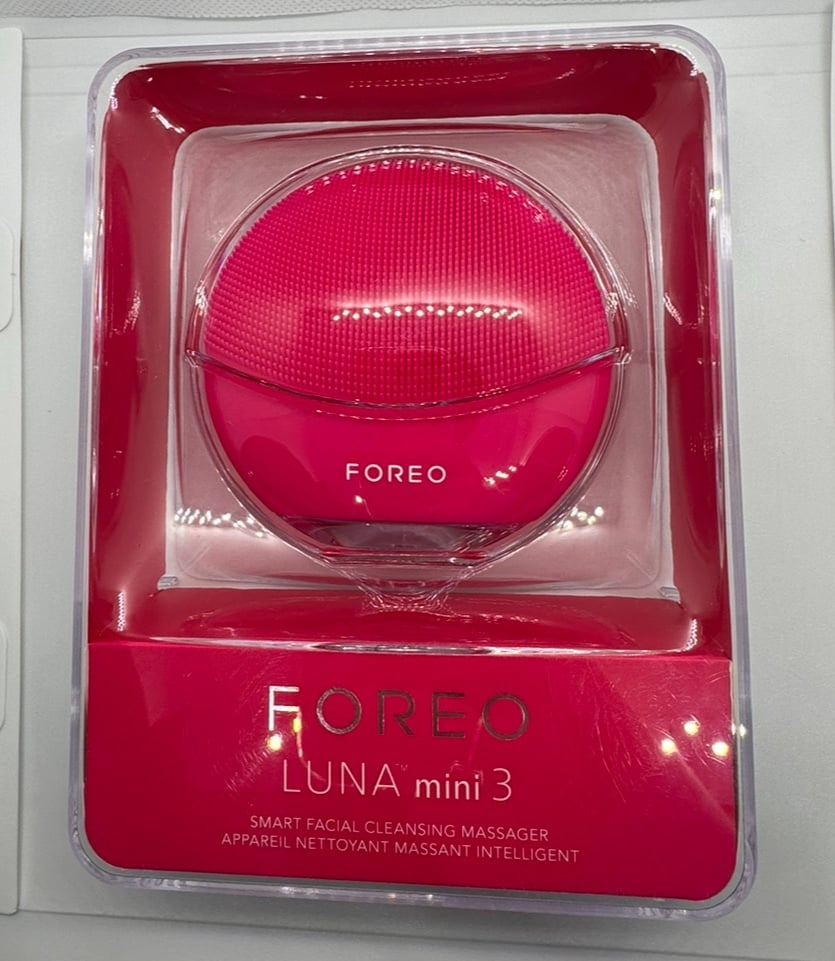 FOREO
FOREO
LUNA™ mini 3
SMART FACIAL CLEANSING MASSAGER
APPAREIL NETTOYANT MASSANT INTELLIGENT